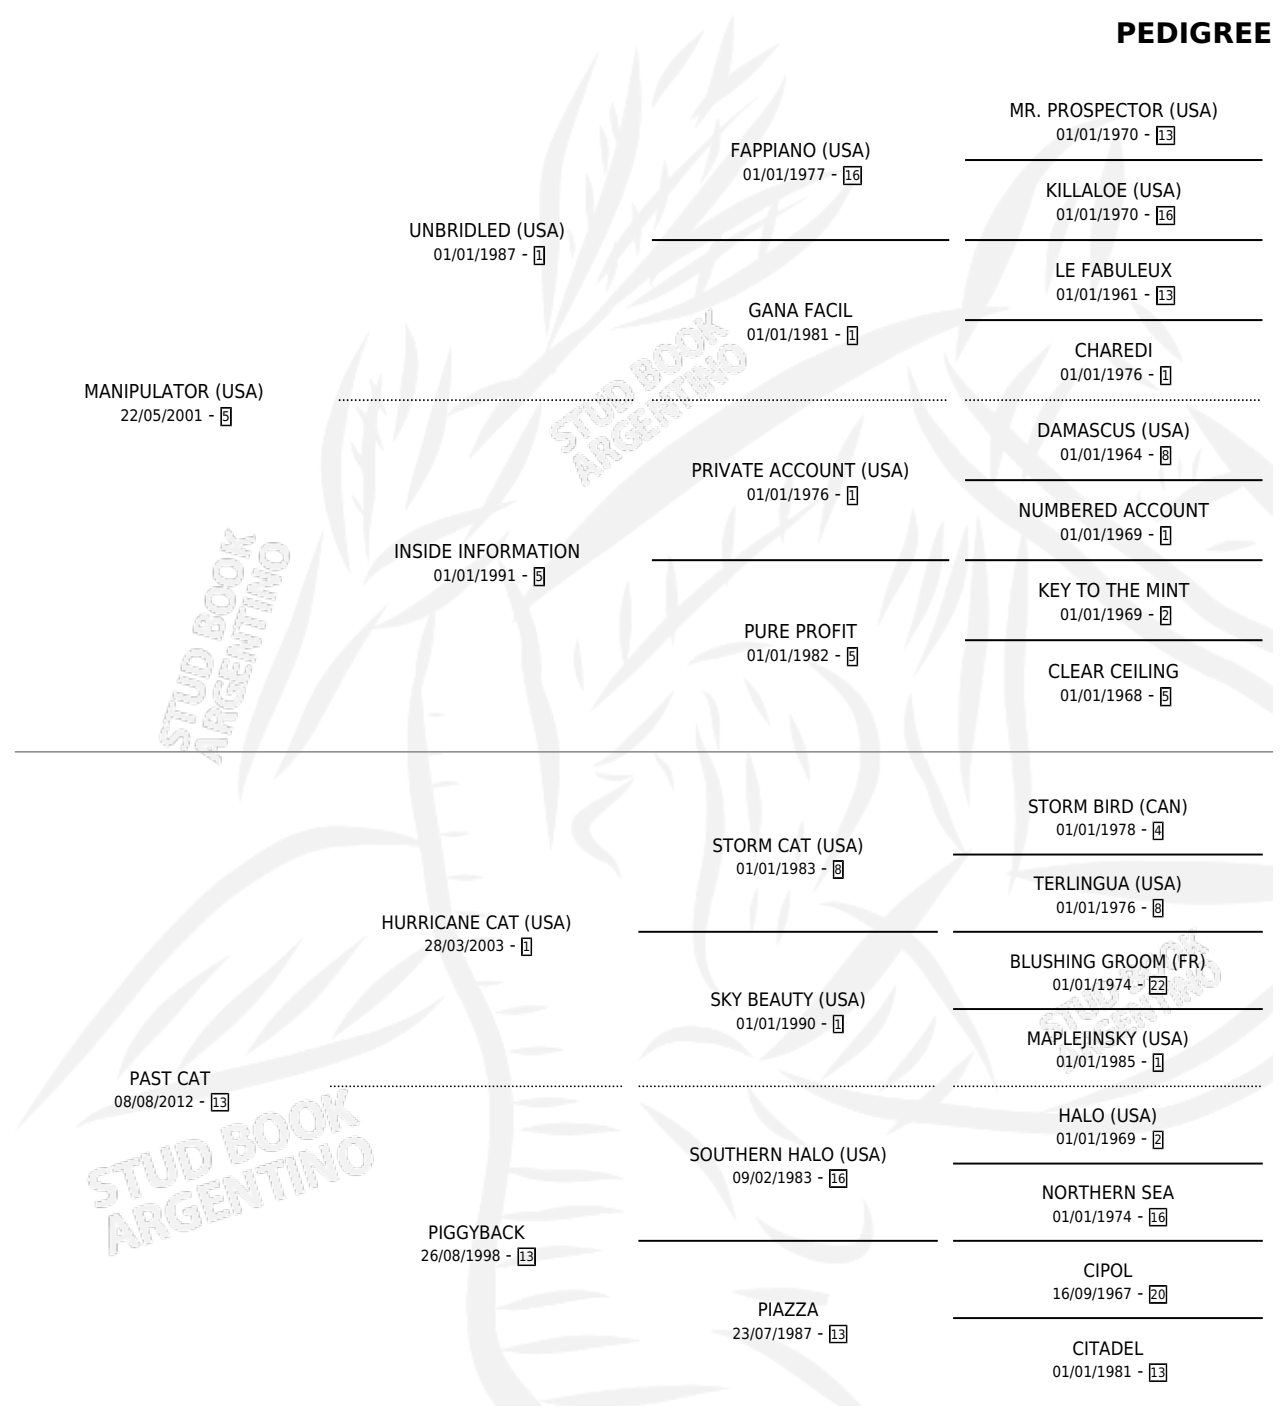 PEDIGREE
MR. PROSPECTOR (USA)
01/01/1970 - 13
FAPPIANO (USA)
01/01/1977 - 16
KILLALOE (USA)
01/01/1970 - 16
UNBRIDLED (USA)
01/01/1987 - 1
LE FABULEUX
01/01/1961 - 13
GANA FACIL
01/01/1981 - 1
CHAREDI
01/01/1976 - 1
MANIPULATOR (USA)
22/05/2001 - 5
DAMASCUS (USA)
01/01/1964 - 8
PRIVATE ACCOUNT (USA)
01/01/1976 - 1
NUMBERED ACCOUNT
01/01/1969 - 1
INSIDE INFORMATION
01/01/1991 - 5
KEY TO THE MINT
01/01/1969 - 2
PURE PROFIT
01/01/1982 - 5
CLEAR CEILING
01/01/1968 - 5
STORM BIRD (CAN)
01/01/1978 - 4
STORM CAT (USA)
01/01/1983 - 8
TERLINGUA (USA)
01/01/1976 - 8
HURRICANE CAT (USA)
28/03/2003 - 1
BLUSHING GROOM (FR)
01/01/1974 - 22
SKY BEAUTY (USA)
01/01/1990 - 1
MAPLEJINSKY (USA)
01/01/1985 - 1
PAST CAT
08/08/2012 - 13
HALO (USA)
01/01/1969 - 2
SOUTHERN HALO (USA)
09/02/1983 - 16
NORTHERN SEA
01/01/1974 - 16
PIGGYBACK
26/08/1998 - 13
CIPOL
16/09/1967 - 20
PIAZZA
23/07/1987 - 13
CITADEL
01/01/1981 - 13
STUD BOOK
ARGENTINO
STUD BOOK
ARGENTINO
STUD BOOK
ARGENTINO
STUD BOOK
ARGENTINO